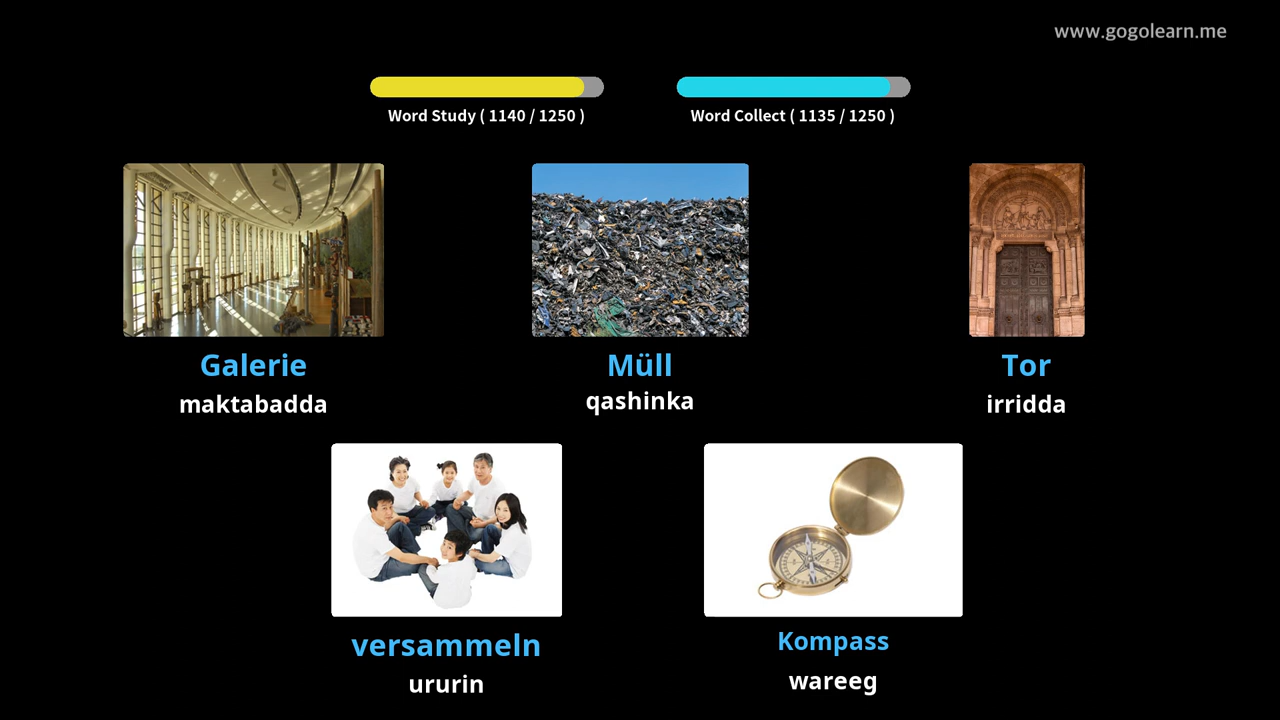 www.gogolearn.me
Word Study ( 1140 / 1250 )
Word Collect ( 1135 / 1250 )
Galerie
maktabadda
Müll
qashinka
Tor
irridda
versammeln
ururin
Kompass
wareeg